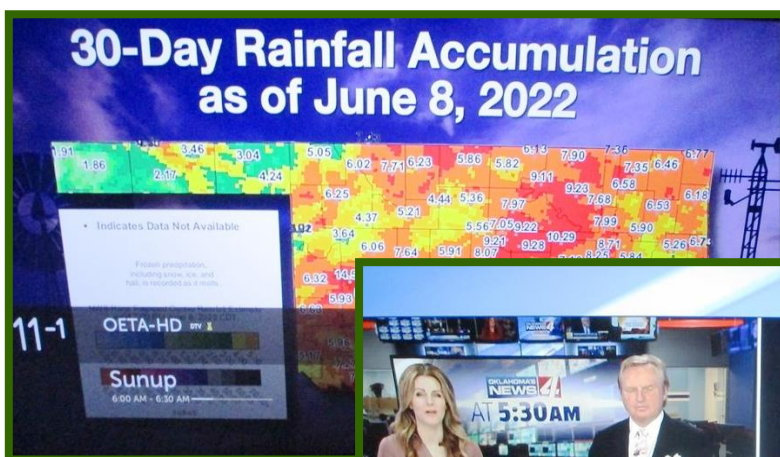 30-Day Rainfall Accumulation
as of June 8, 2022
1.91 3.46 3.04 5.05 6.13 7.90 7.36 6.77
1.86 6.02 7.71 6.23 5.86 5.82 7.35 6.46
2.17 4.24 9.11 6.58
6.25 4.44 5.36 7.97 9.23 7.68 6.53 6.18
4.37 5.21 7.99
3.64 5.56 7.05 9.22 10.29 5.90
6.06 7.64 5.91 9.21 8.07 9.28 8.71 5.26
6.32 8.25 5.84
5.93
• Indicates Data Not Available
Frozen precipitation,
including snow, ice, and
hail, is recorded as it melts.
11-1
OETA-HD DTV
Sunup
6:00 AM - 6:30 AM
OKLAHOMA'S
NEWS 4
AT 5:30AM